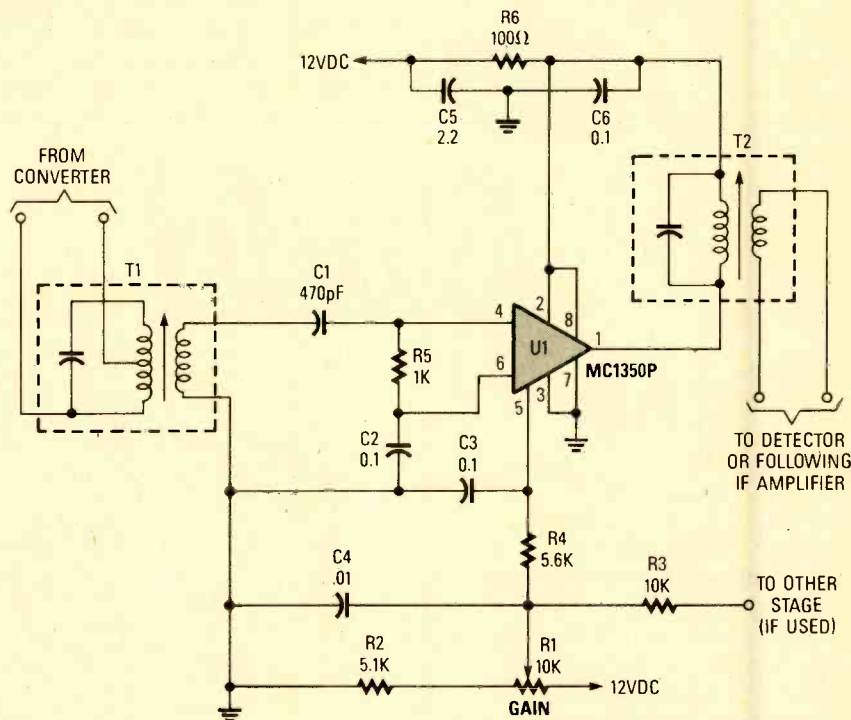 R6
100Ω
12VDC
C5
2.2
C6
0.1
T2
FROM
CONVERTER
T1
C1
470pF
4
2
8
U1
1
R5
1K
6
MC1350P
5
3
7
C2
0.1
C3
0.1
TO DETECTOR
OR FOLLOWING
IF AMPLIFIER
R4
5.6K
C4
.01
R3
10K
TO OTHER
STAGE
(IF USED)
R2
5.1K
R1
10K
12VDC
GAIN